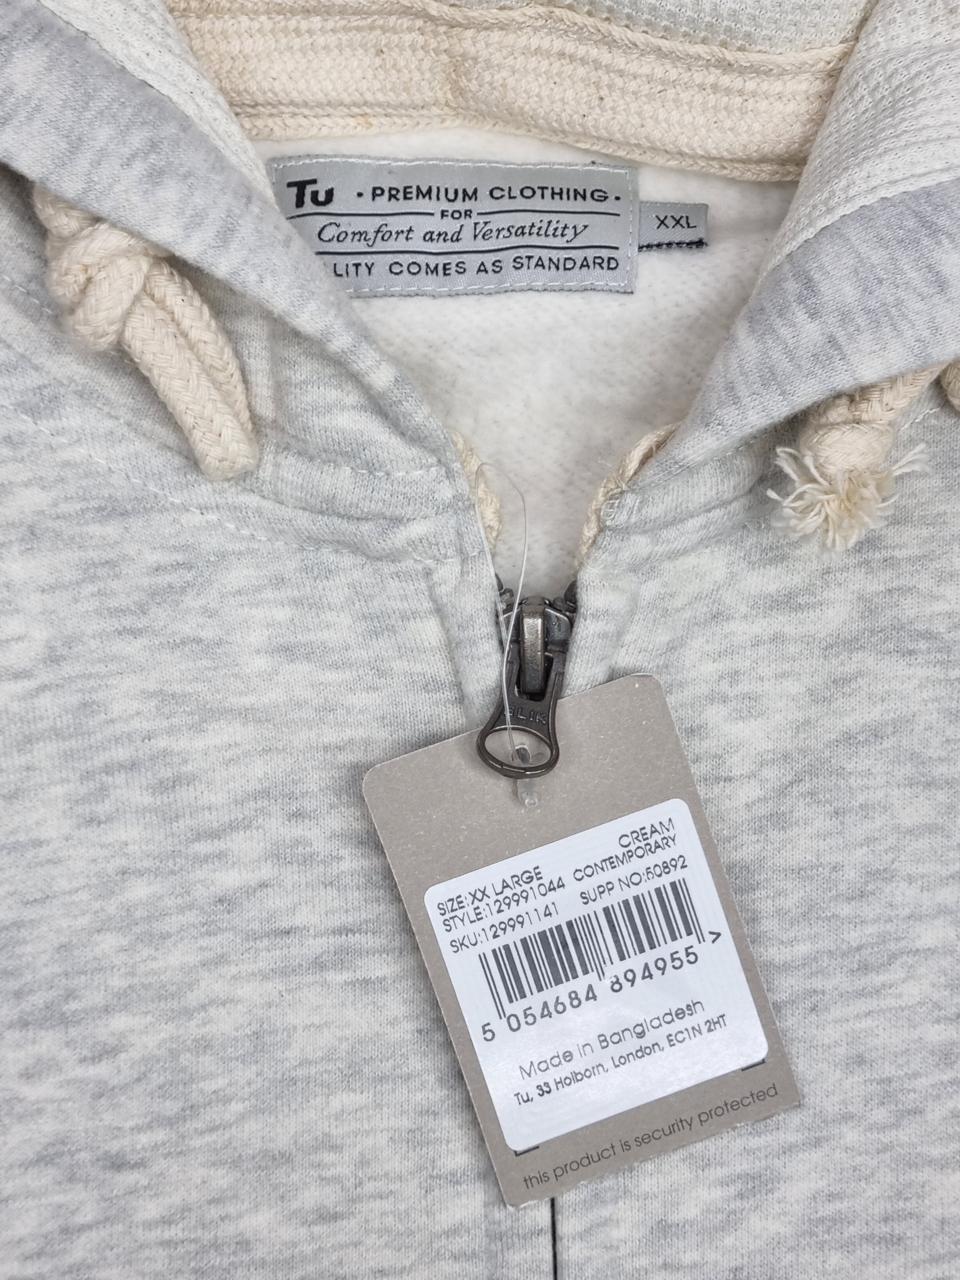 Tu • PREMIUM CLOTHING •
FOR
Comfort and Versatility
LITY COMES AS STANDARD
XXL
CREAM
SIZE:XX LARGE CONTEMPORARY
STYLE:129991044 SUPP NO:50892
SKU:129991141
5 054684 894955 >
Made in Bangladesh
Tu, 33 Holborn, London, EC1N 2HT
this product is security protected